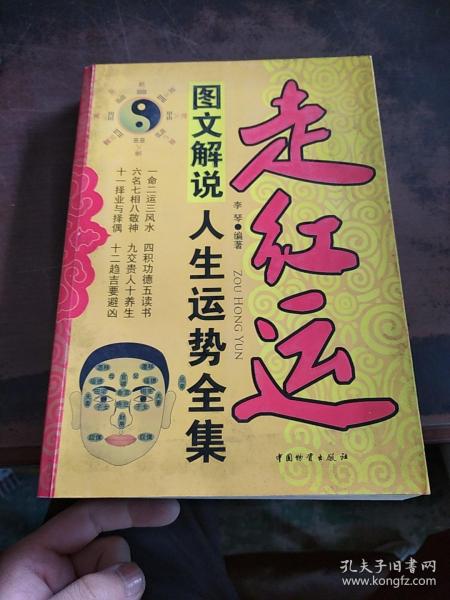 走红运
ZOU HONG YUN
李琴●编著
图文解说
人生运势全集
一命二运三风水
四积功德五读书
六名七相八敬神
九交贵人十养生
十一择业与择偶
十二趋吉要避凶
中国物资出版社
孔夫子旧书网
www.kongfz.com